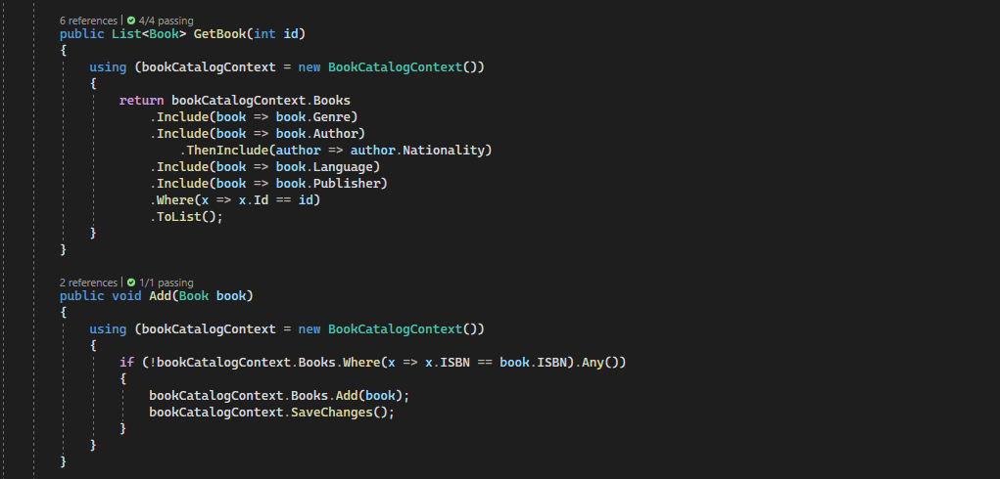 6 references | 4/4 passing
public List<Book> GetBook(int id)
{
using (bookCatalogContext = new BookCatalogContext())
{
return bookCatalogContext.Books
.Include(book => book.Genre)
.Include(book => book.Author)
.ThenInclude(author => author.Nationality)
.Include(book => book.Language)
.Include(book => book.Publisher)
.Where(x => x.Id == id)
.ToList();
}
}
2 references | 1/1 passing
public void Add(Book book)
{
using (bookCatalogContext = new BookCatalogContext())
{
if (!bookCatalogContext.Books.Where(x => x.ISBN == book.ISBN).Any())
{
bookCatalogContext.Books.Add(book);
bookCatalogContext.SaveChanges();
}
}
}